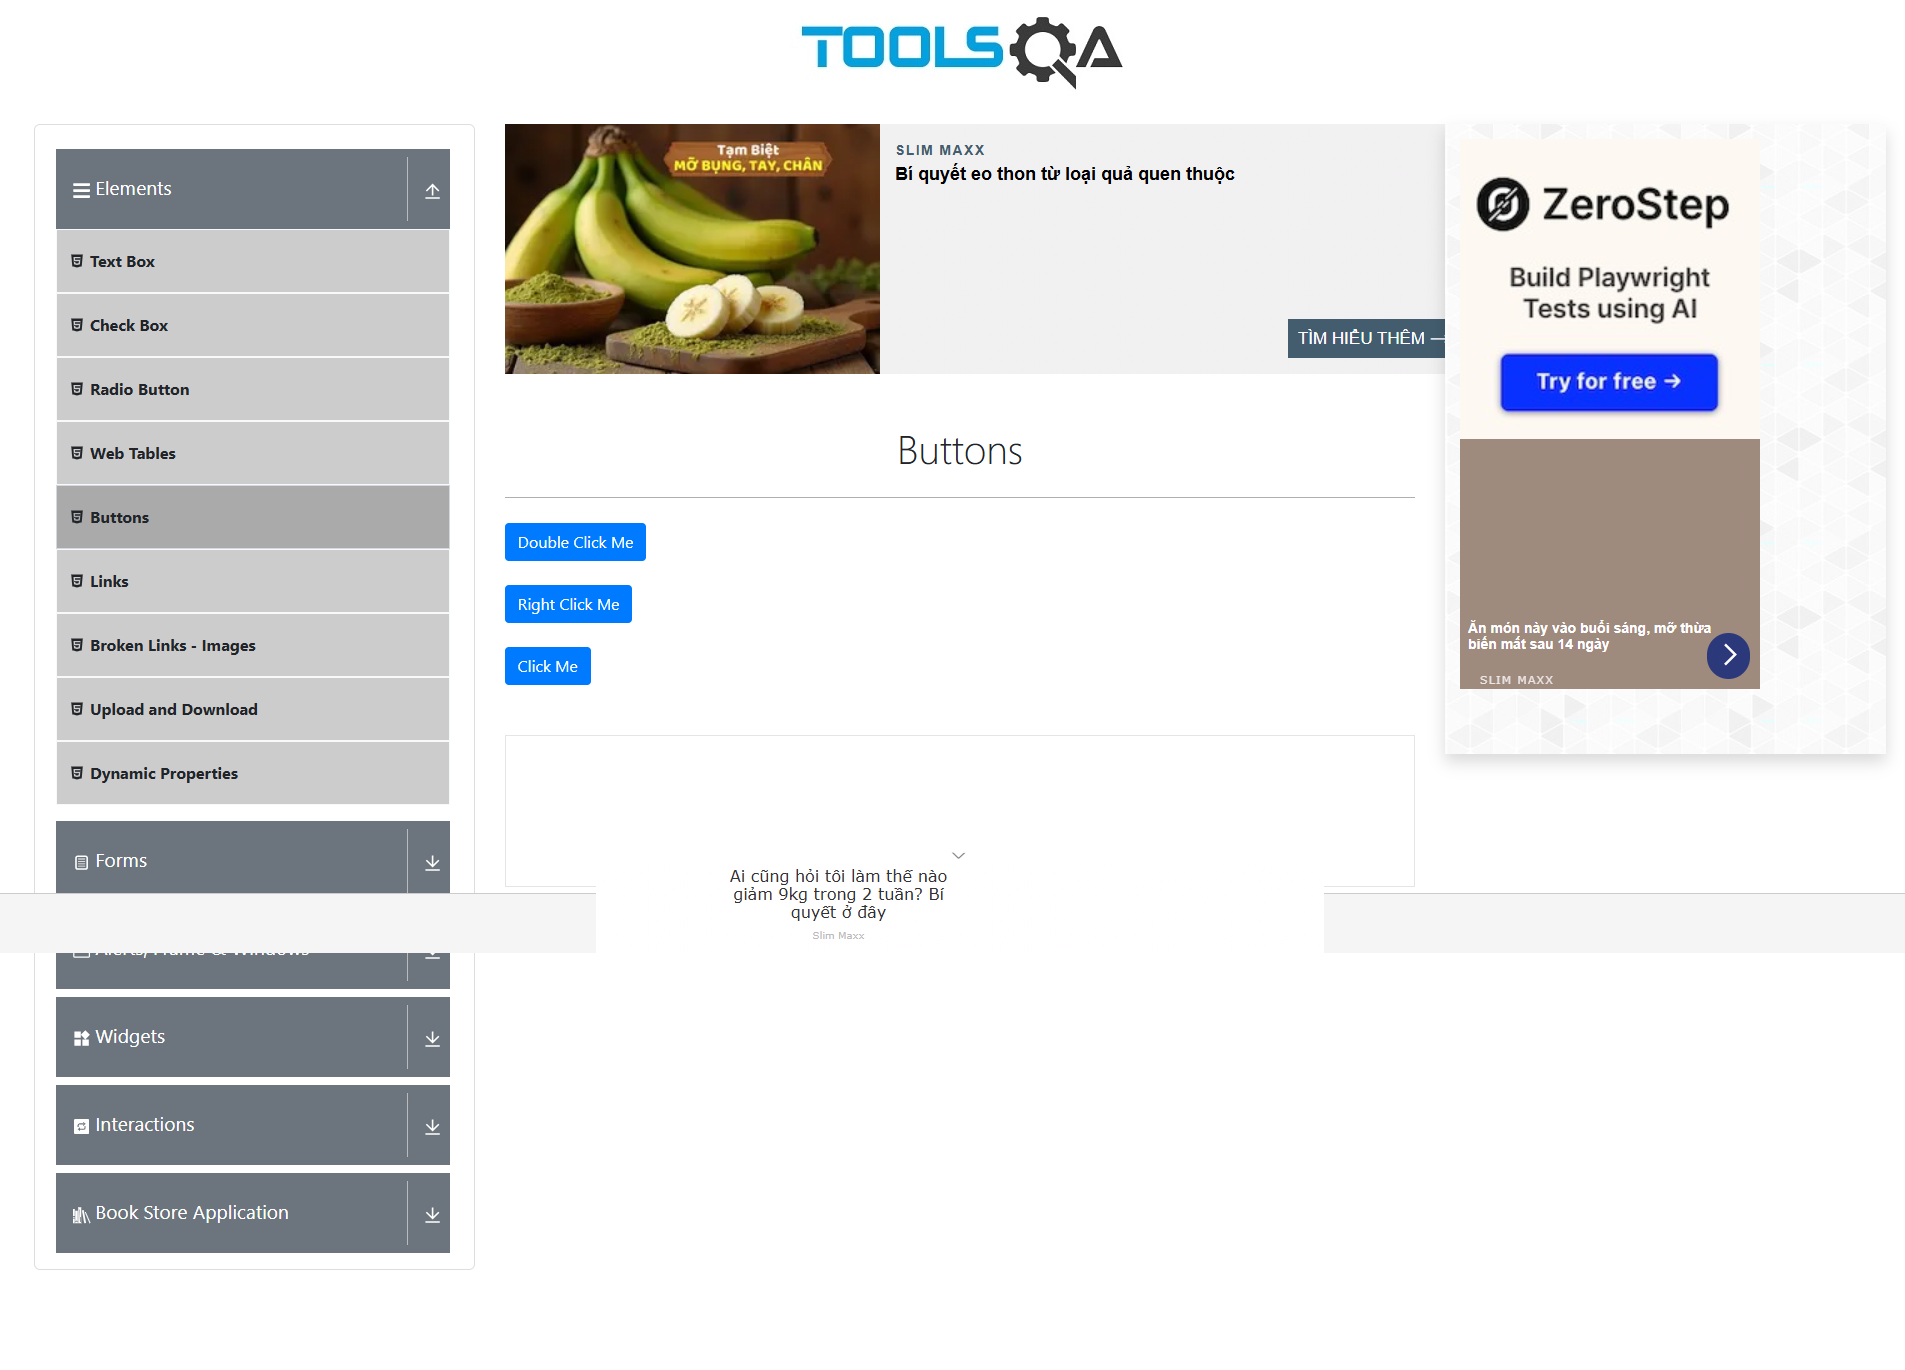 TOOLSQA
Elements
Text Box
Check Box
Radio Button
Web Tables
Buttons
Links
Broken Links - Images
Upload and Download
Dynamic Properties
Forms
Alerts, Frame & Windows
Widgets
Interactions
Book Store Application
Tạm Biệt
MỠ BỤNG, TAY, CHÂN
SLIM MAXX
Bí quyết eo thon từ loại quả quen thuộc
TÌM HIỂU THÊM
Buttons
Double Click Me
Right Click Me
Click Me
Ai cũng hỏi tôi làm thế nào
giảm 9kg trong 2 tuần? Bí
quyết ở đây
Slim Maxx
ZeroStep
Build Playwright
Tests using AI
Try for free →
Ăn món này vào buổi sáng, mỡ thừa
biến mất sau 14 ngày
SLIM MAXX